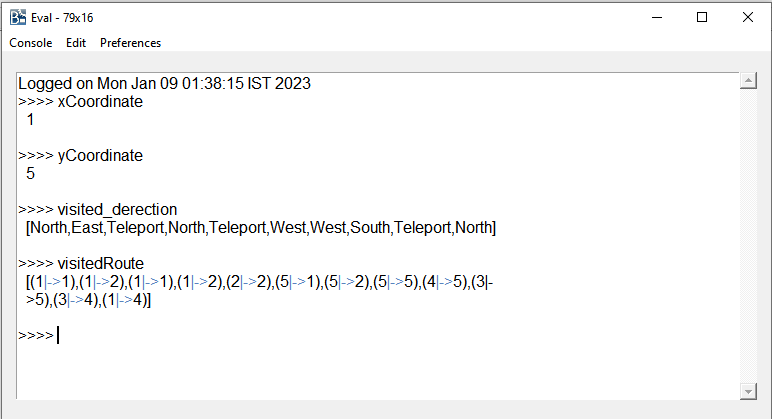 Eval - 79x16
Console Edit Preferences
Logged on Mon Jan 09 01:38:15 IST 2023
>>>> xCoordinate
1
>>>> yCoordinate
5
>>>> visited_derection
[North,East,Teleport,North,Teleport,West,West,South,Teleport,North]
>>>> visitedRoute
[(1|->1),(1|->2),(1|->1),(1|->2),(2|->2),(5|->1),(5|->2),(5|->5),(4|->5),(3|-
>5),(3|->4),(1|->4)]
>>>>